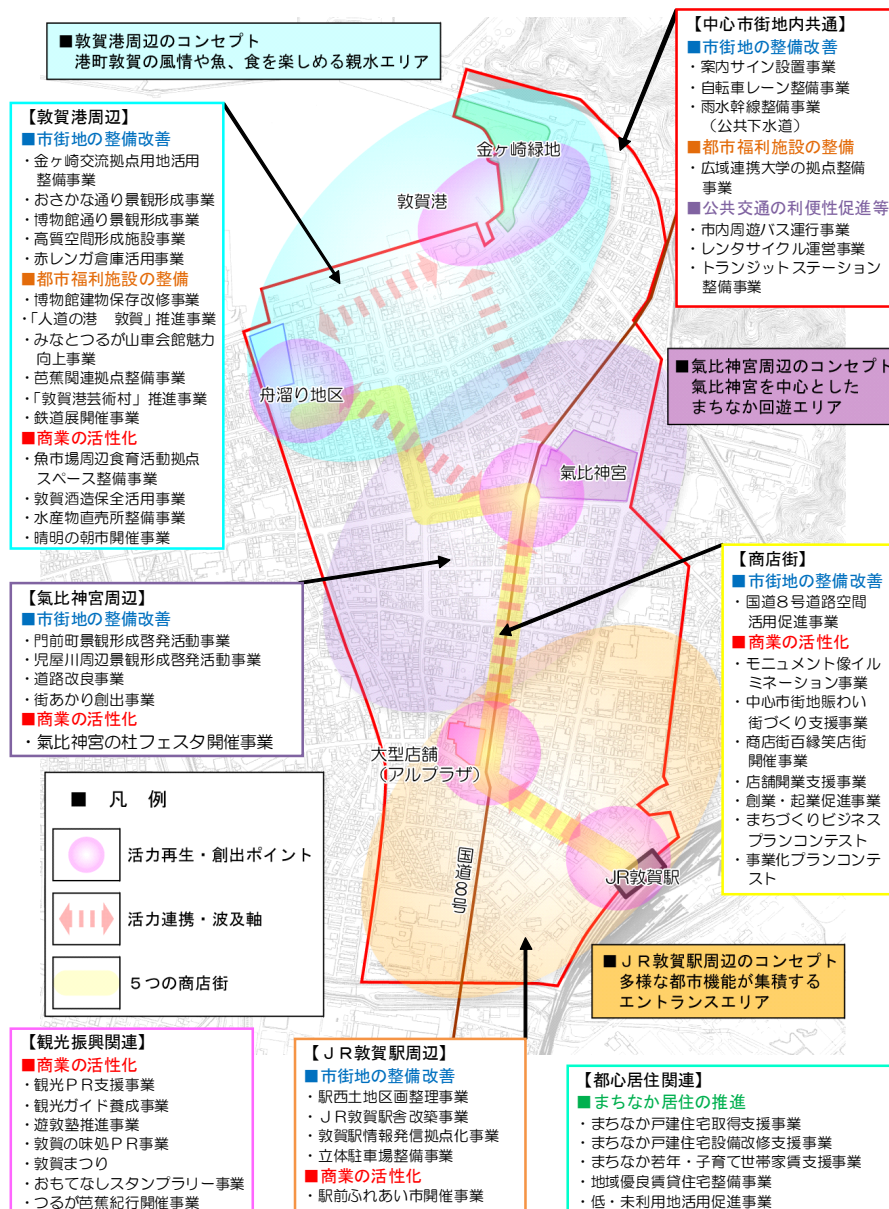 ■敦賀港周辺のコンセプト
港町敦賀の風情や魚、食を楽しめる親水エリア
【中心市街地内共通】
■市街地の整備改善
・案内サイン設置事業
・自転車レーン整備事業
・雨水幹線整備事業
（公共下水道）
■都市福利施設の整備
・広域連携大学の拠点整備
事業
■公共交通の利便性促進等
・市内周遊バス運行事業
・レンタサイクル運営事業
・トランジットステーション
整備事業
【敦賀港周辺】
■市街地の整備改善
・金ヶ崎交流拠点用地活用
整備事業
・おさかな通り景観形成事業
・博物館通り景観形成事業
・高質空間形成施設事業
・赤レンガ倉庫活用事業
■都市福利施設の整備
・博物館建物保存改修事業
・「人道の港　敦賀」推進事業
・みなとつるが山車会館魅力
向上事業
・芭蕉関連拠点整備事業
・「敦賀港芸術村」推進事業
・鉄道展開催事業
■商業の活性化
・魚市場周辺食育活動拠点
スペース整備事業
・敦賀酒造保全活用事業
・水産物直売所整備事業
・晴明の朝市開催事業
金ヶ崎緑地
敦賀港
舟溜り地区
■氣比神宮周辺のコンセプト
氣比神宮を中心とした
まちなか回遊エリア
氣比神宮
【氣比神宮周辺】
■市街地の整備改善
・門前町景観形成啓発活動事業
・児屋川周辺景観形成啓発活動事業
・道路改良事業
・街あかり創出事業
■商業の活性化
・氣比神宮の杜フェスタ開催事業
【商店街】
■市街地の整備改善
・国道８号道路空間
活用促進事業
■商業の活性化
・モニュメント像イル
ミネーション事業
・中心市街地賑わい
街づくり支援事業
・商店街百縁笑店街
開催事業
・店舗開業支援事業
・創業・起業促進事業
・まちづくりビジネス
プランコンテスト
・事業化プランコンテ
スト
大型店舗
（アルプラザ）
国道８号
JR敦賀駅
■ 凡 例
活力再生・創出ポイント
活力連携・波及軸
５つの商店街
■ＪＲ敦賀駅周辺のコンセプト
多様な都市機能が集積する
エントランスエリア
【観光振興関連】
■商業の活性化
・観光ＰＲ支援事業
・観光ガイド養成事業
・遊敦塾推進事業
・敦賀の味処ＰＲ事業
・敦賀まつり
・おもてなしスタンプラリー事業
・つるが芭蕉紀行開催事業
【ＪＲ敦賀駅周辺】
■市街地の整備改善
・駅西土地区画整理事業
・ＪＲ敦賀駅舎改築事業
・敦賀駅情報発信拠点化事業
・立体駐車場整備事業
■商業の活性化
・駅前ふれあい市開催事業
【都心居住関連】
■まちなか居住の推進
・まちなか戸建住宅取得支援事業
・まちなか戸建住宅設備改修支援事業
・まちなか若年・子育て世帯家賃支援事業
・地域優良賃貸住宅整備事業
・低・未利用地活用促進事業